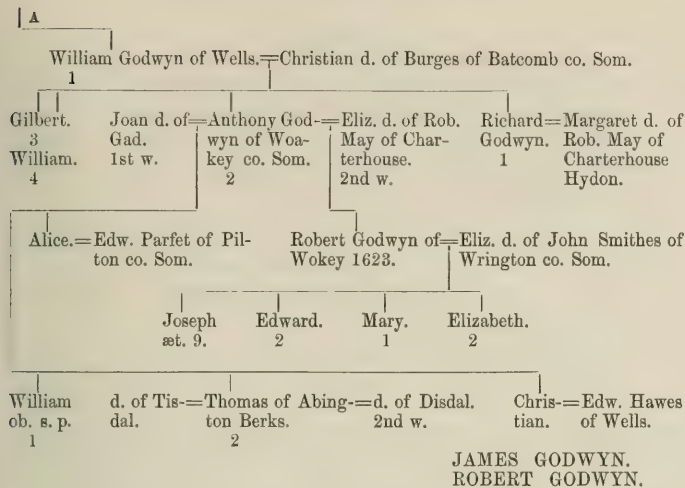 A
William Godwyn of Wells.=Christian d. of Burges of Batcomb co. Som.
1
Gilbert. Joan d. of=Anthony God-=Eliz. d. of Rob. Richard=Margaret d. of
3 Gad. wyn of Woa- May of Char- Godwyn. Rob. May of
William. 1st w. key co. Som. terhouse. 1 Charterhouse
4 2 2nd w. Hydon.
Alice.=Edw. Parfet of Pil- Robert Godwyn of=Eliz. d. of John Smithes of
ton co. Som. Wokey 1623. Wrington co. Som.
Joseph Edward. Mary. Elizabeth.
æt. 9. 2 1 2
William d. of Tis-=Thomas of Abing-=d. of Disdal. Chris-=Edw. Hawes
ob. s. p. dal. ton Berks. 2nd w. tian. of Wells.
1 2
JAMES GODWYN.
ROBERT GODWYN.